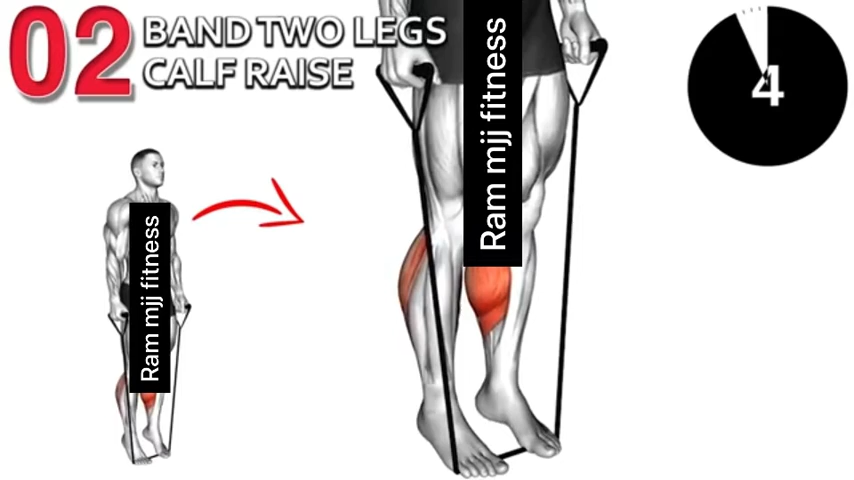 02 BAND TWO LEGS
CALF RAISE
4
Ram mjj fitness
Ram mjj fitness